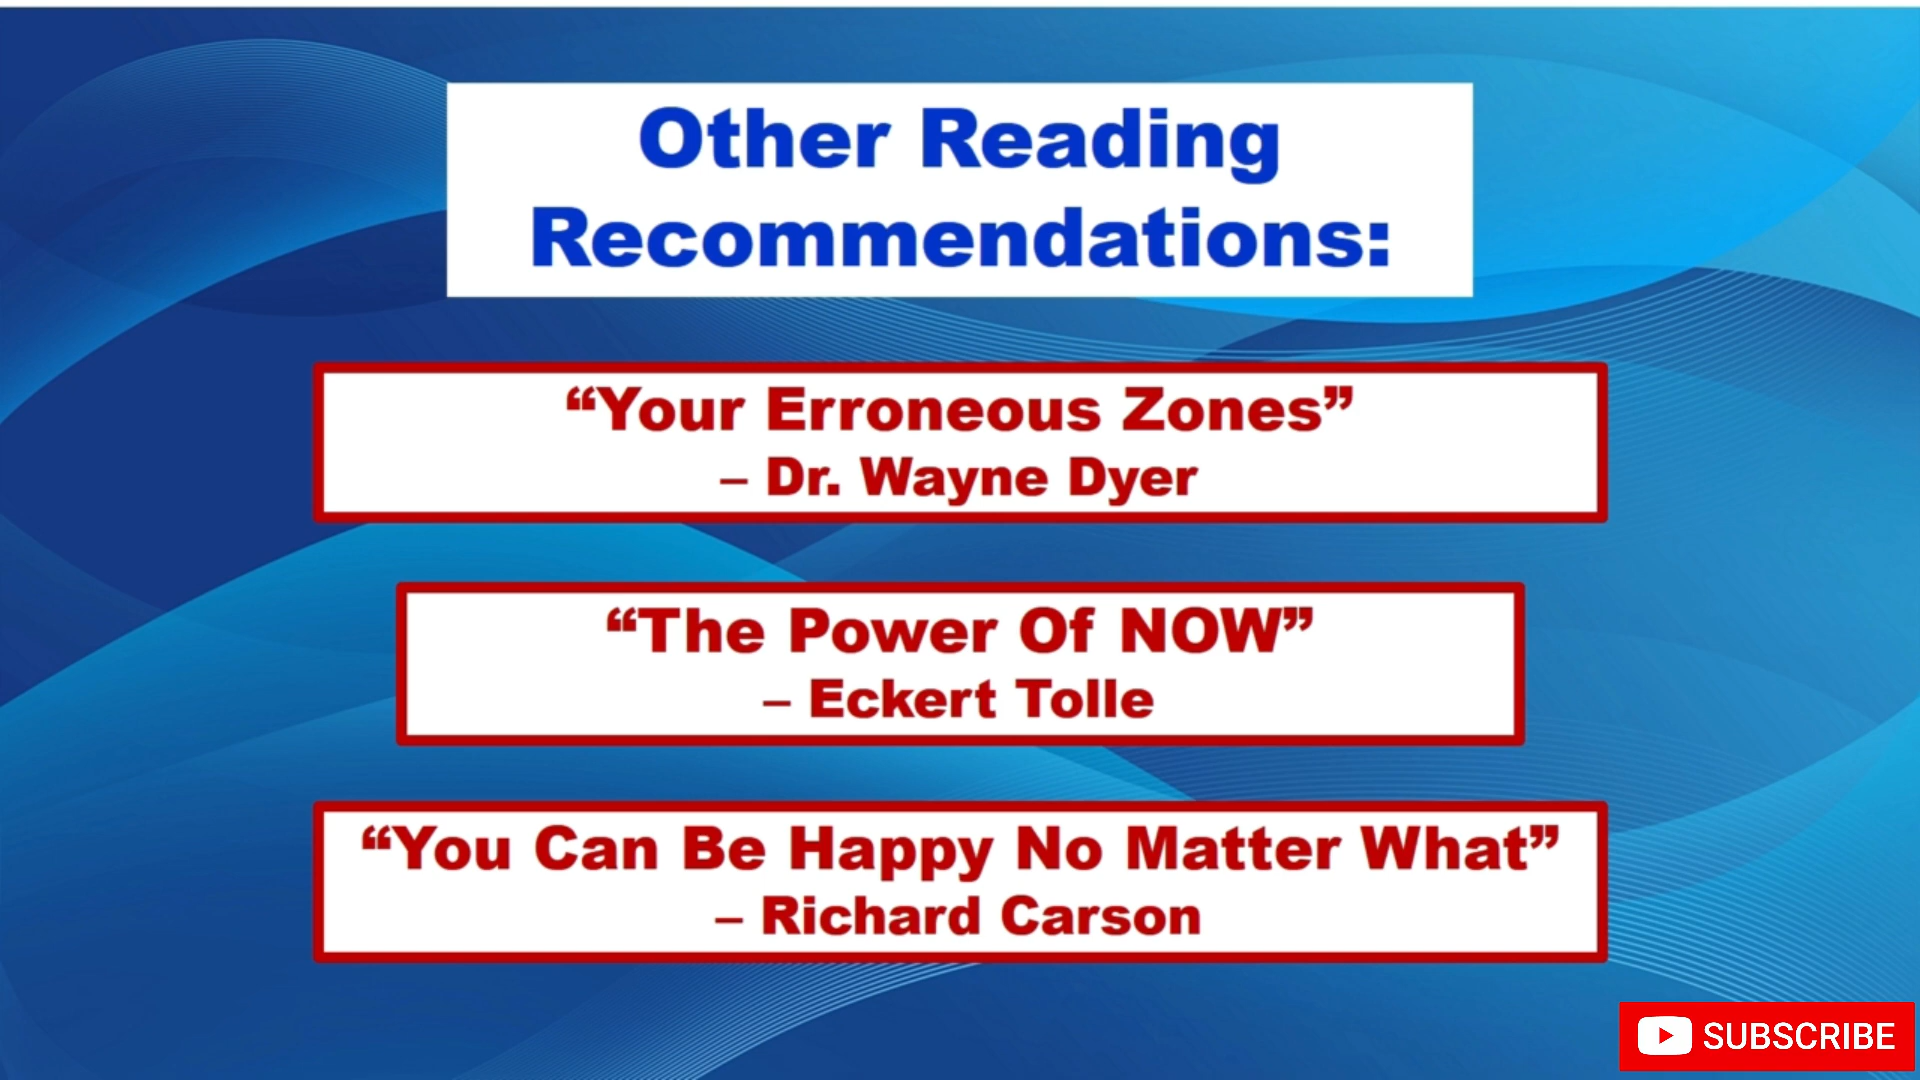 Other Reading
Recommendations:
“Your Erroneous Zones”
– Dr. Wayne Dyer
“The Power Of NOW”
– Eckert Tolle
“You Can Be Happy No Matter What”
– Richard Carson
SUBSCRIBE